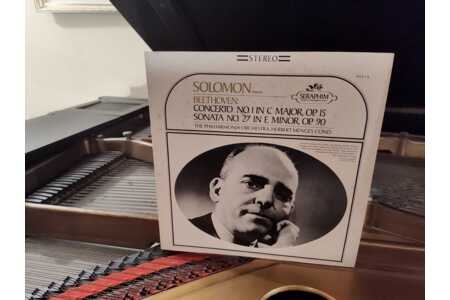 STEREO
SOLOMON
SERAPHIM
BEETHOVEN:
CONCERTO NO. 1 IN C MAJOR, OP. 15
SONATA NO. 27 IN E MINOR, OP. 90
THE PHILHARMONIA ORCHESTRA, HERBERT MENGES, COND.